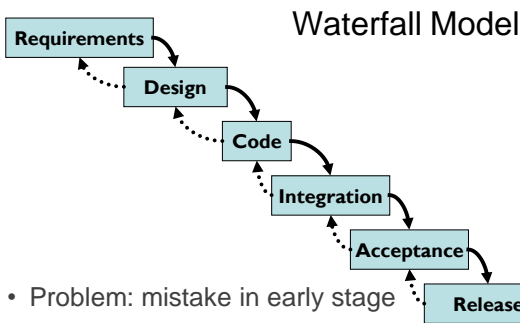 Waterfall Model
Requirements
Design
Code
Integration
Acceptance
Release
• Problem: mistake in early stage